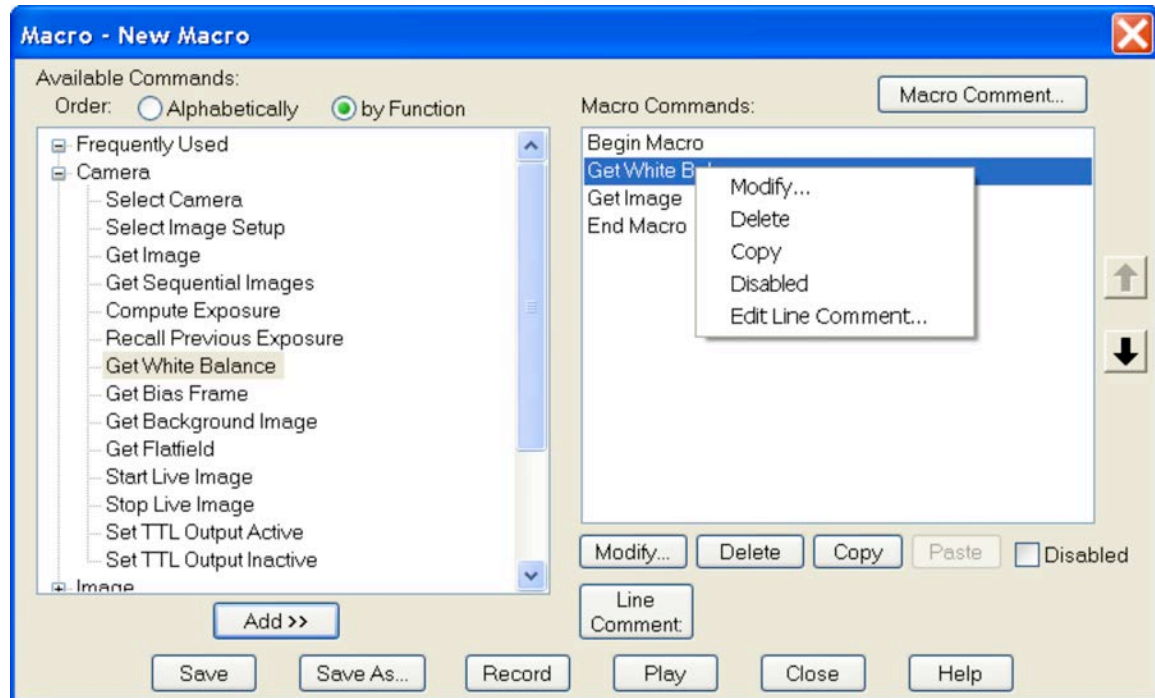 Macro - New Macro
Available Commands:
Order: Alphabetically by Function
Frequently Used
Camera
Select Camera
Select Image Setup
Get Image
Get Sequential Images
Compute Exposure
Recall Previous Exposure
Get White Balance
Get Bias Frame
Get Background Image
Get Flatfield
Start Live Image
Stop Live Image
Set TTL Output Active
Set TTL Output Inactive
Image
Add >>
Macro Commands:
Macro Comment...
Begin Macro
Get White B
Get Image
End Macro
Modify...
Delete
Copy
Disabled
Edit Line Comment...
Modify... Delete Copy Paste Disabled
Line
Comment:
Save Save As... Record Play Close Help